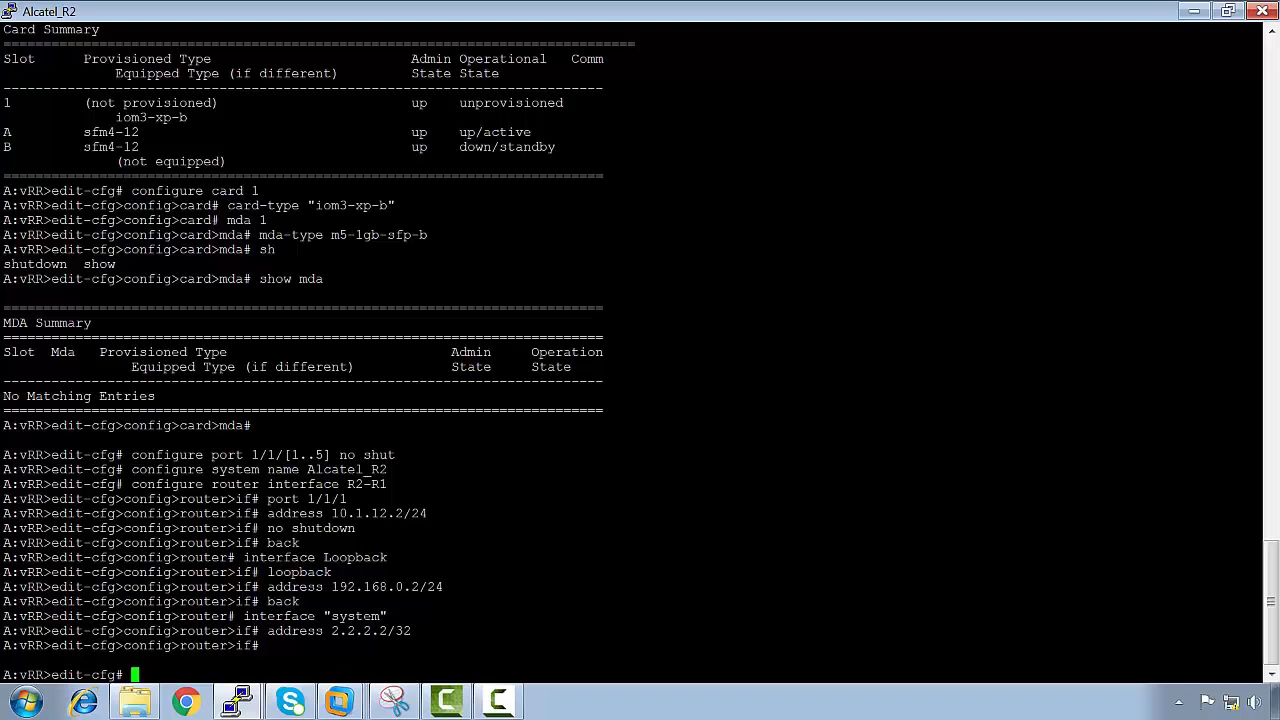 Alcatel_R2
Card Summary
===============================================================================
Slot Provisioned Type Admin Operational Comm
Equipped Type (if different) State State
---------------------------------------------------------------------------
1 (not provisioned) up unprovisioned
iom3-xp-b
A sfm4-12 up up/active
B sfm4-12 up down/standby
(not equipped)
===========================================================================
A:vRR>edit-cfg# configure card 1
A:vRR>edit-cfg>config>card# card-type "iom3-xp-b"
A:vRR>edit-cfg>config>card# mda 1
A:vRR>edit-cfg>config>card>mda# mda-type m5-1gb-sfp-b
A:vRR>edit-cfg>config>card>mda# sh
shutdown show
A:vRR>edit-cfg>config>card>mda# show mda
===========================================================================
MDA Summary
===========================================================================
Slot Mda Provisioned Type Admin Operation
Equipped Type (if different) State State
---------------------------------------------------------------------------
No Matching Entries
===========================================================================
A:vRR>edit-cfg>config>card>mda#
A:vRR>edit-cfg# configure port 1/1/[1..5] no shut
A:vRR>edit-cfg# configure system name Alcatel_R2
A:vRR>edit-cfg# configure router interface R2-R1
A:vRR>edit-cfg>config>router>if# port 1/1/1
A:vRR>edit-cfg>config>router>if# address 10.1.12.2/24
A:vRR>edit-cfg>config>router>if# no shutdown
A:vRR>edit-cfg>config>router>if# back
A:vRR>edit-cfg>config>router# interface Loopback
A:vRR>edit-cfg>config>router>if# loopback
A:vRR>edit-cfg>config>router>if# address 192.168.0.2/24
A:vRR>edit-cfg>config>router>if# back
A:vRR>edit-cfg>config>router# interface "system"
A:vRR>edit-cfg>config>router>if# address 2.2.2.2/32
A:vRR>edit-cfg>config>router>if#
A:vRR>edit-cfg#